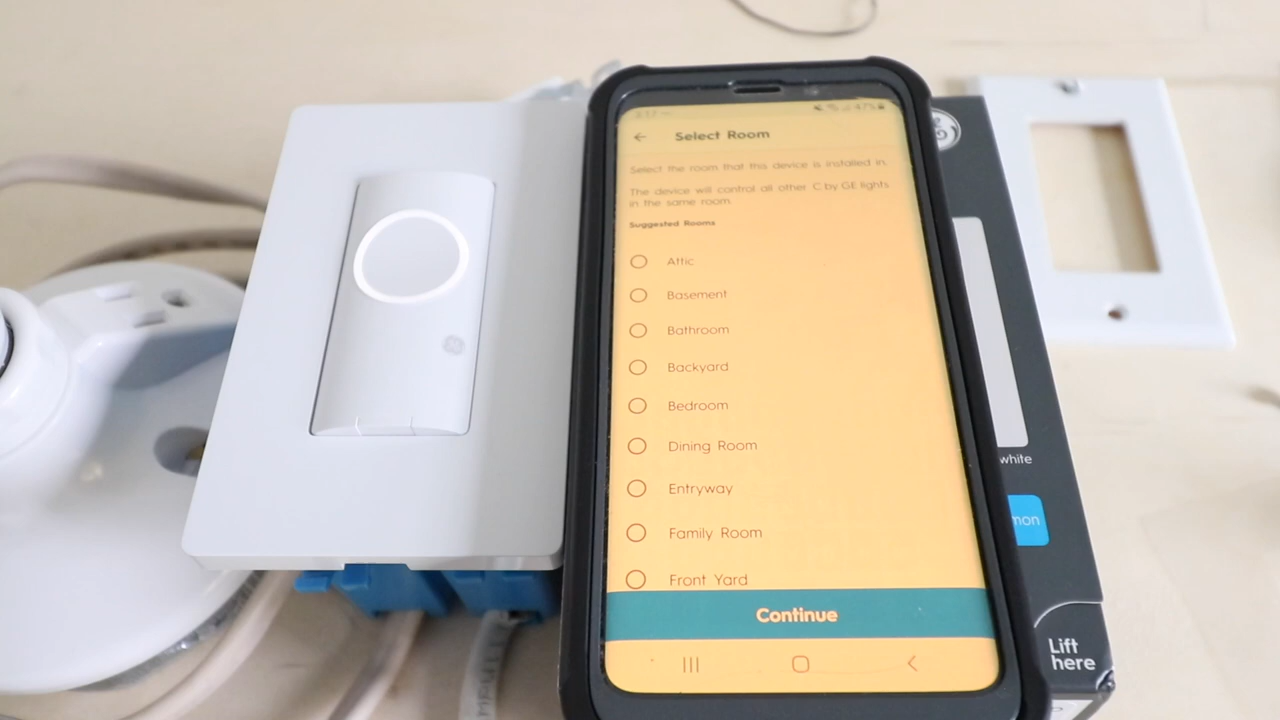 47%
Select Room
Select the room that this device is installed in.
The device will control all other C by GE lights
in the same room.
Suggested Rooms
Attic
Basement
Bathroom
Backyard
Bedroom
Dining Room
Entryway
Family Room
Front Yard
Continue
white
Lift
here